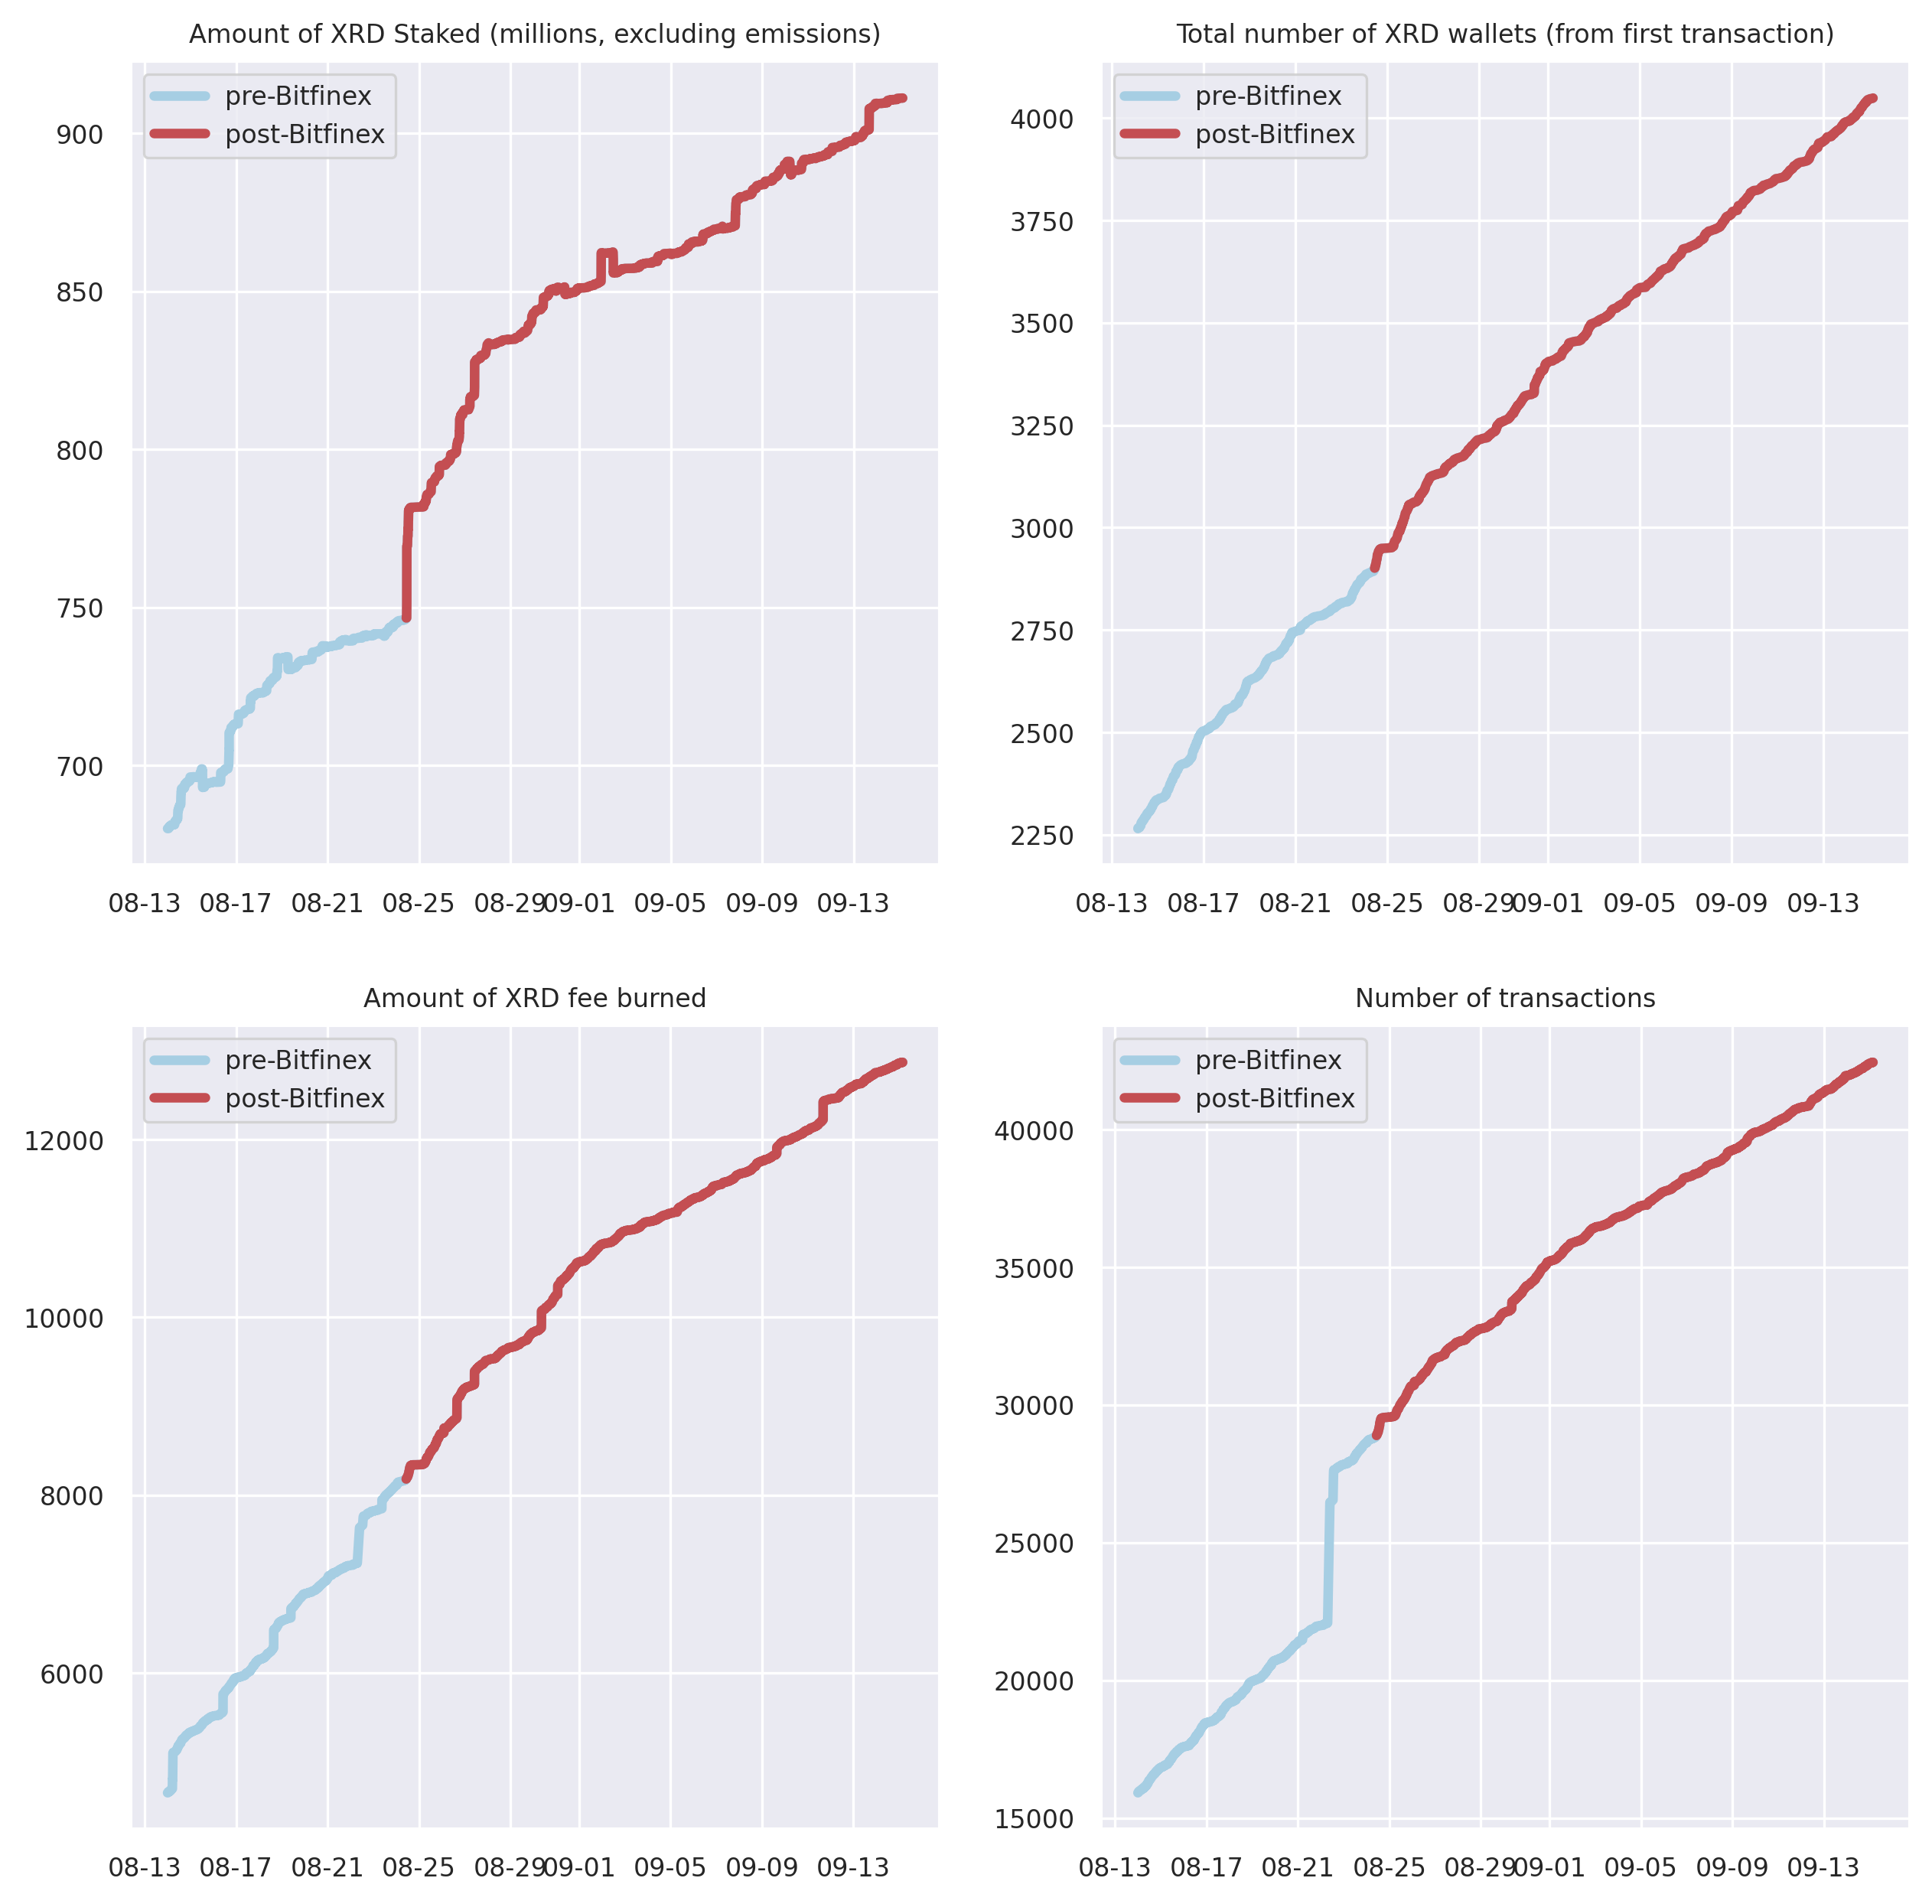 Amount of XRD Staked (millions, excluding emissions)
pre-Bitfinex
post-Bitfinex
900
850
800
750
700
08-13 08-17 08-21 08-25 08-29 09-01 09-05 09-09 09-13
Total number of XRD wallets (from first transaction)
pre-Bitfinex
post-Bitfinex
4000
3750
3500
3250
3000
2750
2500
2250
08-13 08-17 08-21 08-25 08-29 09-01 09-05 09-09 09-13
Amount of XRD fee burned
pre-Bitfinex
post-Bitfinex
12000
10000
8000
6000
08-13 08-17 08-21 08-25 08-29 09-01 09-05 09-09 09-13
Number of transactions
pre-Bitfinex
post-Bitfinex
40000
35000
30000
25000
20000
15000
08-13 08-17 08-21 08-25 08-29 09-01 09-05 09-09 09-13